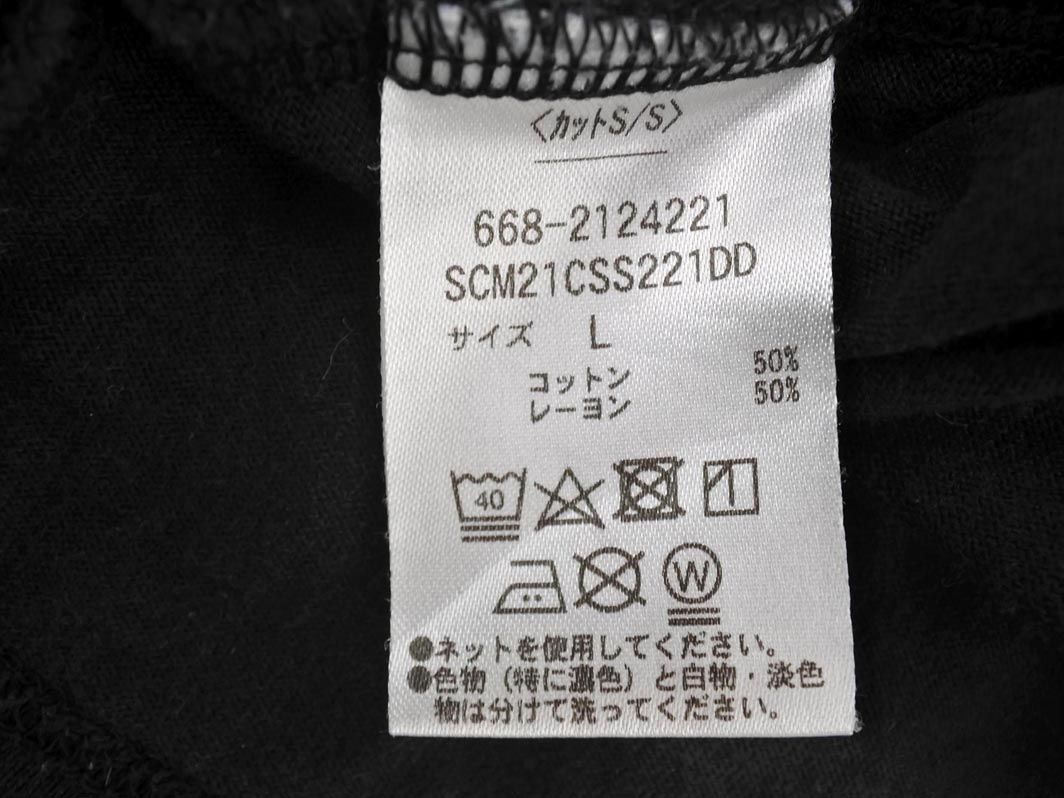 〈カットS/S〉
668-2124221
SCM21CSS221DD
サイズ L
コットン 50%
レーヨン 50%
40
W
●ネットを使用してください。
●色物（特に濃色）と白物・淡色
物は分けて洗ってください。